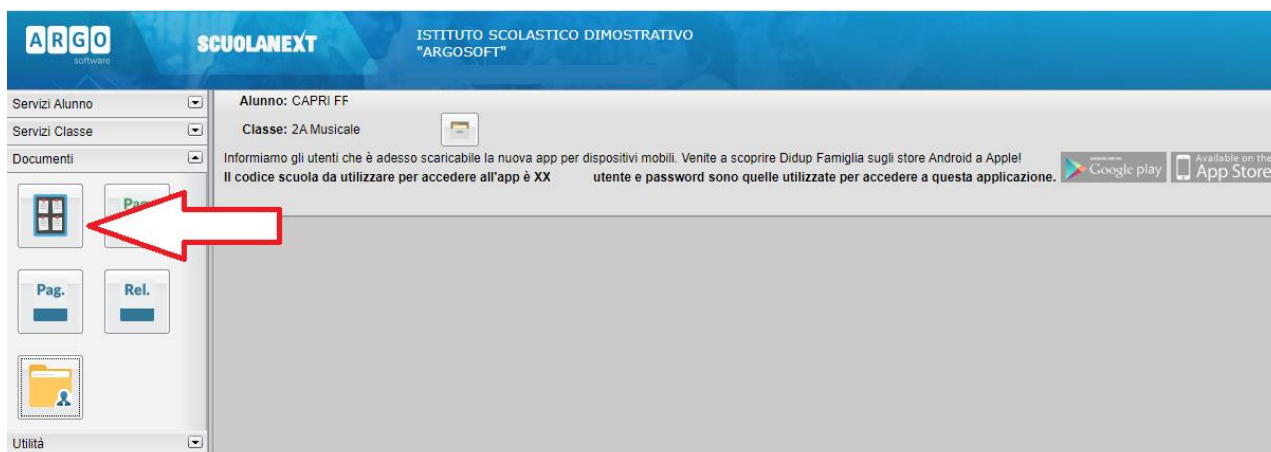 ARGO
software
SCUOLANEXT
ISTITUTO SCOLASTICO DIMOSTRATIVO
"ARGOSOFT"
Servizi Alunno
Servizi Classe
Documenti
Alunno: CAPRI FF
Classe: 2A Musicale
Informiamo gli utenti che è adesso scaricabile la nuova app per dispositivi mobili. Venite a scoprire Didup Famiglia sugli store Android a Apple!
Il codice scuola da utilizzare per accedere all'app è XX utente e password sono quelle utilizzate per accedere a questa applicazione.
Google play
Available on the
App Store
Pag.
Rel.
Utilità